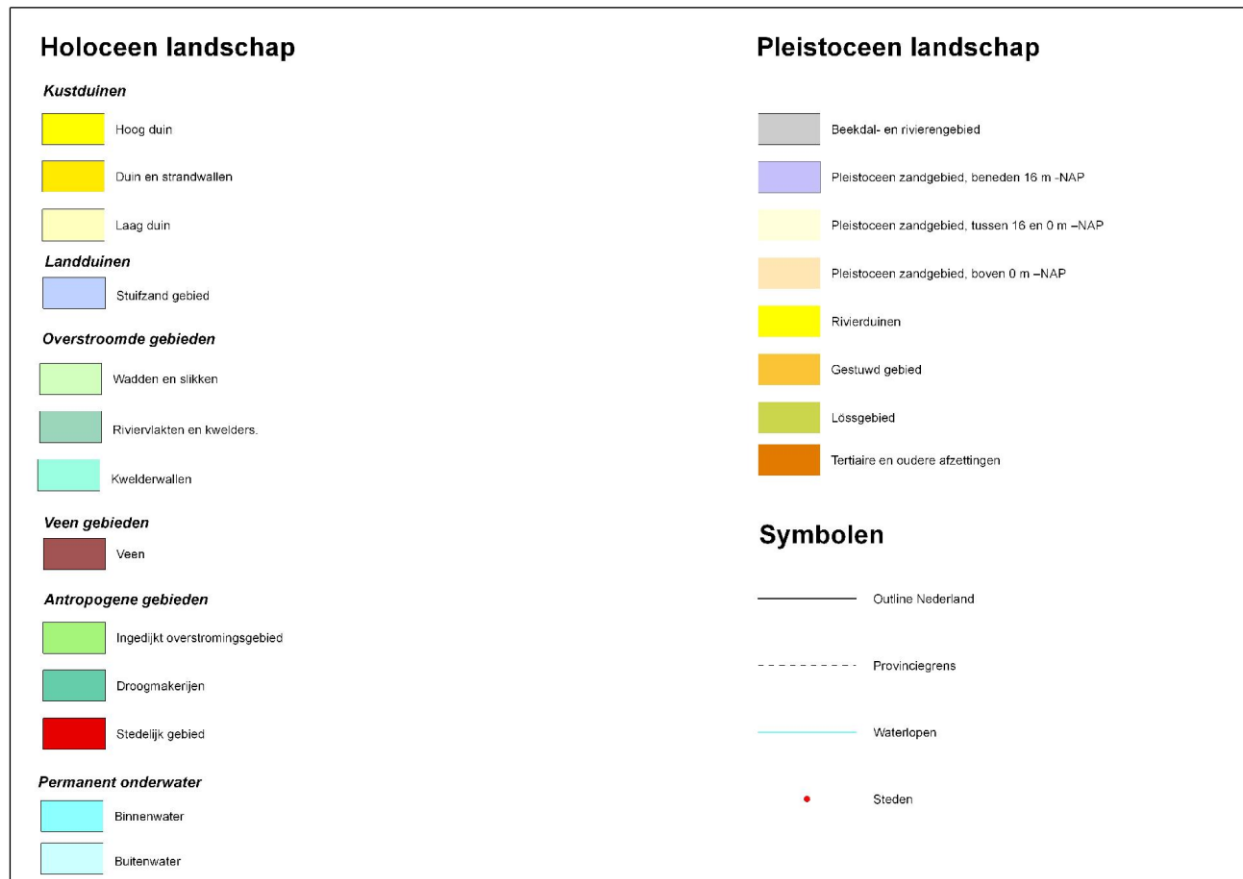 Holoceen landschap
Kustduinen
Hoog duin
Duin en strandwallen
Laag duin
Landduinen
Stuifzand gebied
Overstroomde gebieden
Wadden en slikken
Riviervlakten en kwelders.
Kwelderwallen
Veen gebieden
Veen
Antropogene gebieden
Ingedijkt overstromingsgebied
Droogmakerijen
Stedelijk gebied
Permanent onderwater
Binnenwater
Buitenwater
Pleistoceen landschap
Beekdal- en rivierengebied
Pleistoceen zandgebied, beneden 16 m -NAP
Pleistoceen zandgebied, tussen 16 en 0 m –NAP
Pleistoceen zandgebied, boven 0 m –NAP
Rivierduinen
Gestuwd gebied
Lössgebied
Tertiaire en oudere afzettingen
Symbolen
Outline Nederland
Provinciegrens
Waterlopen
Steden